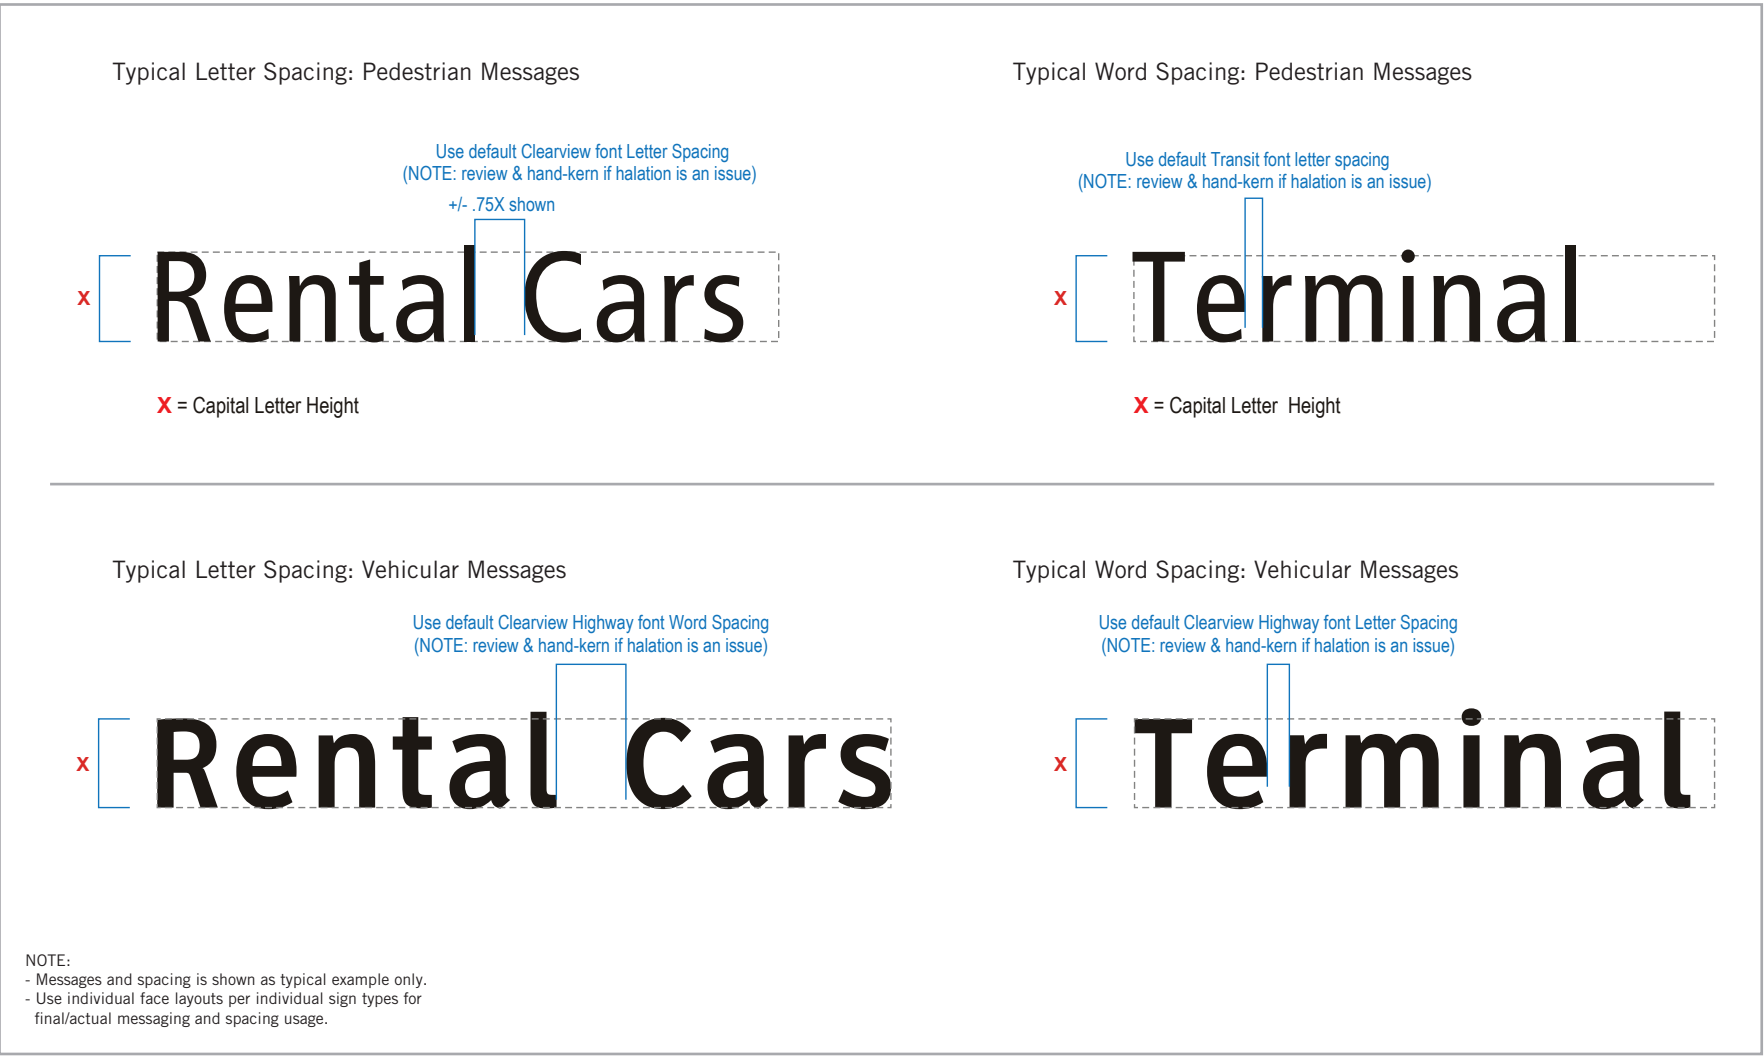 Typical Letter Spacing: Pedestrian Messages
Use default Clearview font Letter Spacing
(NOTE: review & hand-kern if halation is an issue)
+/- .75X shown
X
Rental Cars
X = Capital Letter Height
Typical Word Spacing: Pedestrian Messages
Use default Transit font letter spacing
(NOTE: review & hand-kern if halation is an issue)
X
Terminal
X = Capital Letter  Height
Typical Letter Spacing: Vehicular Messages
Use default Clearview Highway font Word Spacing
(NOTE: review & hand-kern if halation is an issue)
X
Rental Cars
Typical Word Spacing: Vehicular Messages
Use default Clearview Highway font Letter Spacing
(NOTE: review & hand-kern if halation is an issue)
X
Terminal
NOTE:
- Messages and spacing is shown as typical example only.
- Use individual face layouts per individual sign types for
final/actual messaging and spacing usage.